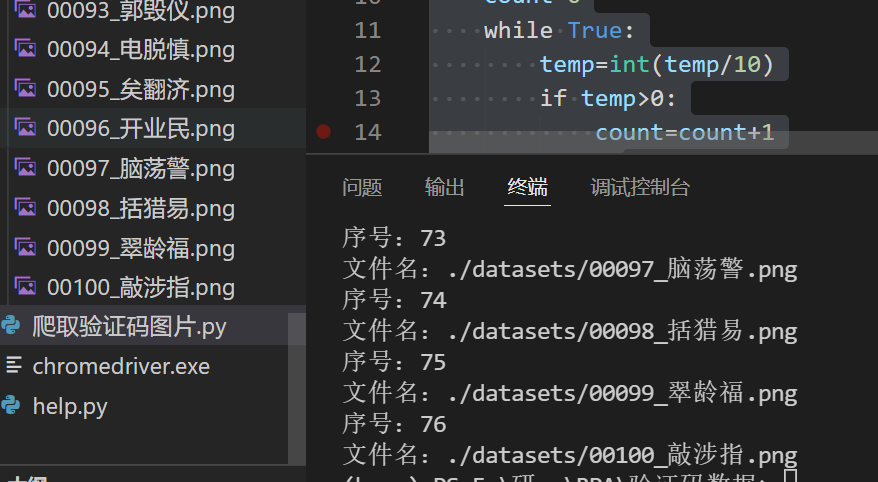 00093_郭毁仪.png
00094_电脱慎.png
00095_矣翻济.png
00096_开业民.png
00097_脑荡警.png
00098_括猎易.png
00099_翠龄福.png
00100_敲涉指.png
爬取验证码图片.py
chromedriver.exe
help.py
11 while True:
12 temp=int(temp/10)
13 if temp>0:
14 count=count+1
问题 输出 终端 调试控制台
序号：73
文件名：./datasets/00097_脑荡警.png
序号：74
文件名：./datasets/00098_括猎易.png
序号：75
文件名：./datasets/00099_翠龄福.png
序号：76
文件名：./datasets/00100_敲涉指.png